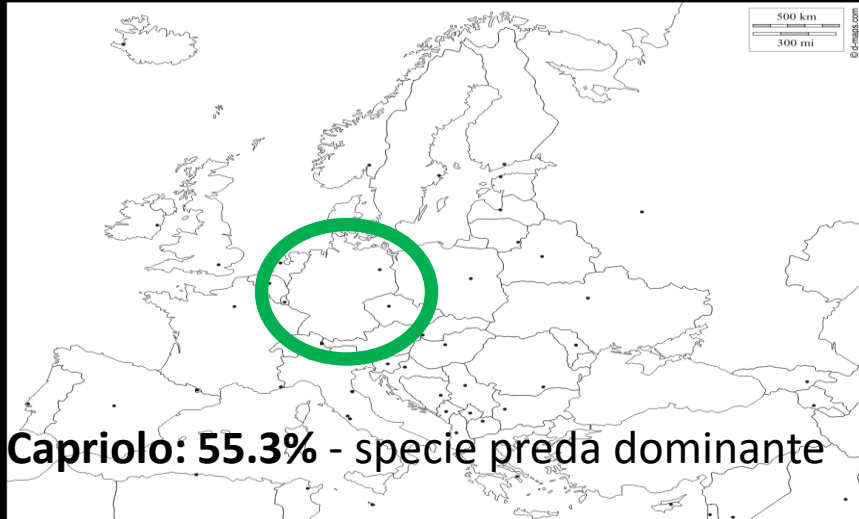 500 km
300 mi
© d-maps.com
Capriolo: 55.3% - specie preda dominante